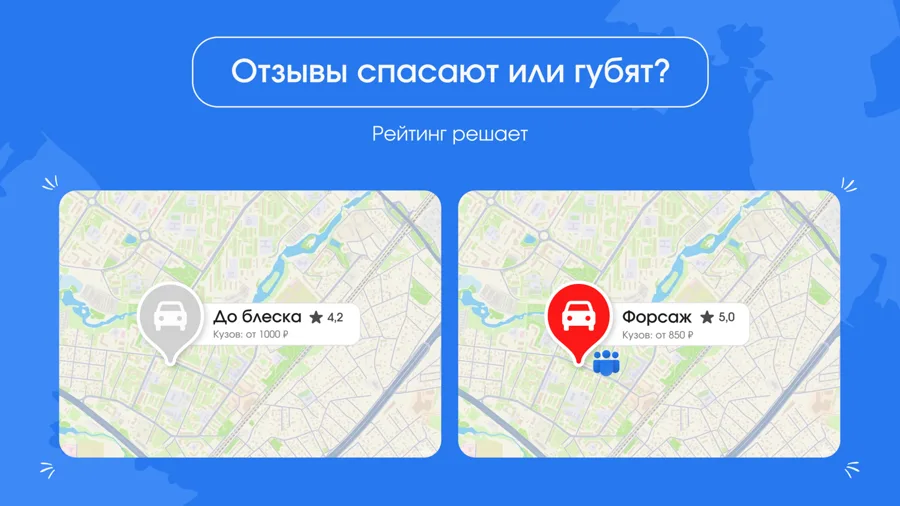 Отзывы спасают или губят?
Рейтинг решает
До блеска ★ 4,2
Кузов: от 1000 ₽
Форсаж ★ 5,0
Кузов: от 850 ₽